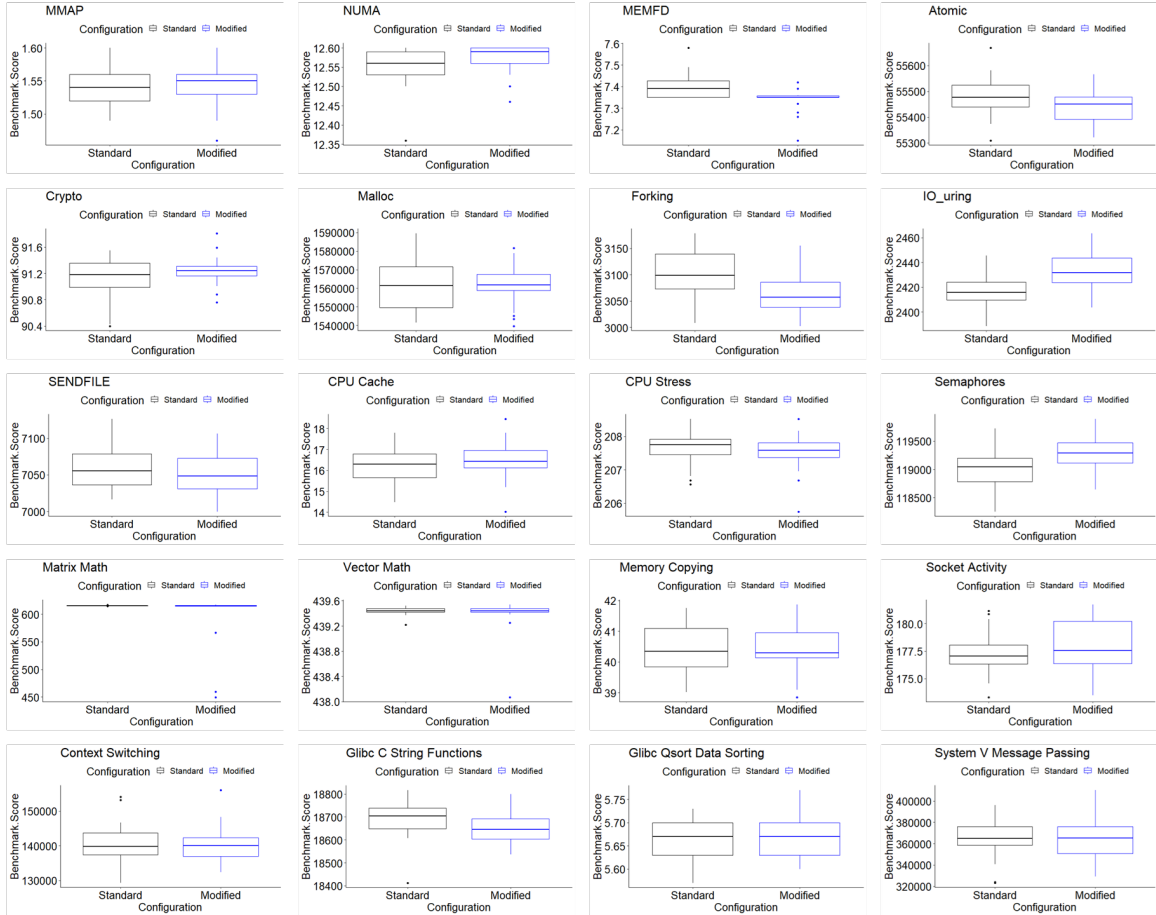 MMAP
Configuration Standard Modified
Benchmark.Score
1.60
1.55
1.50
Standard Modified
Configuration
NUMA
Configuration Standard Modified
Benchmark.Score
12.60
12.55
12.50
12.45
12.40
12.35
Standard Modified
Configuration
MEMFD
Configuration Standard Modified
Benchmark.Score
7.6
7.5
7.4
7.3
7.2
Standard Modified
Configuration
Atomic
Configuration Standard Modified
Benchmark.Score
55600
55500
55400
55300
Standard Modified
Configuration
Crypto
Configuration Standard Modified
Benchmark.Score
91.6
91.2
90.8
90.4
Standard Modified
Configuration
Malloc
Configuration Standard Modified
Benchmark.Score
1590000
1580000
1570000
1560000
1550000
1540000
Standard Modified
Configuration
Forking
Configuration Standard Modified
Benchmark.Score
3150
3100
3050
3000
Standard Modified
Configuration
IO_uring
Configuration Standard Modified
Benchmark.Score
2460
2440
2420
2400
Standard Modified
Configuration
SENDFILE
Configuration Standard Modified
Benchmark.Score
7100
7050
7000
Standard Modified
Configuration
CPU Cache
Configuration Standard Modified
Benchmark.Score
18
17
16
15
14
Standard Modified
Configuration
CPU Stress
Configuration Standard Modified
Benchmark.Score
208
207
206
Standard Modified
Configuration
Semaphores
Configuration Standard Modified
Benchmark.Score
119500
119000
118500
Standard Modified
Configuration
Matrix Math
Configuration Standard Modified
Benchmark.Score
600
550
500
450
Standard Modified
Configuration
Vector Math
Configuration Standard Modified
Benchmark.Score
439.6
439.2
438.8
438.4
438.0
Standard Modified
Configuration
Memory Copying
Configuration Standard Modified
Benchmark.Score
42
41
40
39
Standard Modified
Configuration
Socket Activity
Configuration Standard Modified
Benchmark.Score
180.0
177.5
175.0
Standard Modified
Configuration
Context Switching
Configuration Standard Modified
Benchmark.Score
150000
140000
130000
Standard Modified
Configuration
Glibc C String Functions
Configuration Standard Modified
Benchmark.Score
18800
18700
18600
18500
18400
Standard Modified
Configuration
Glibc Qsort Data Sorting
Configuration Standard Modified
Benchmark.Score
5.75
5.70
5.65
5.60
Standard Modified
Configuration
System V Message Passing
Configuration Standard Modified
Benchmark.Score
400000
380000
360000
340000
320000
Standard Modified
Configuration